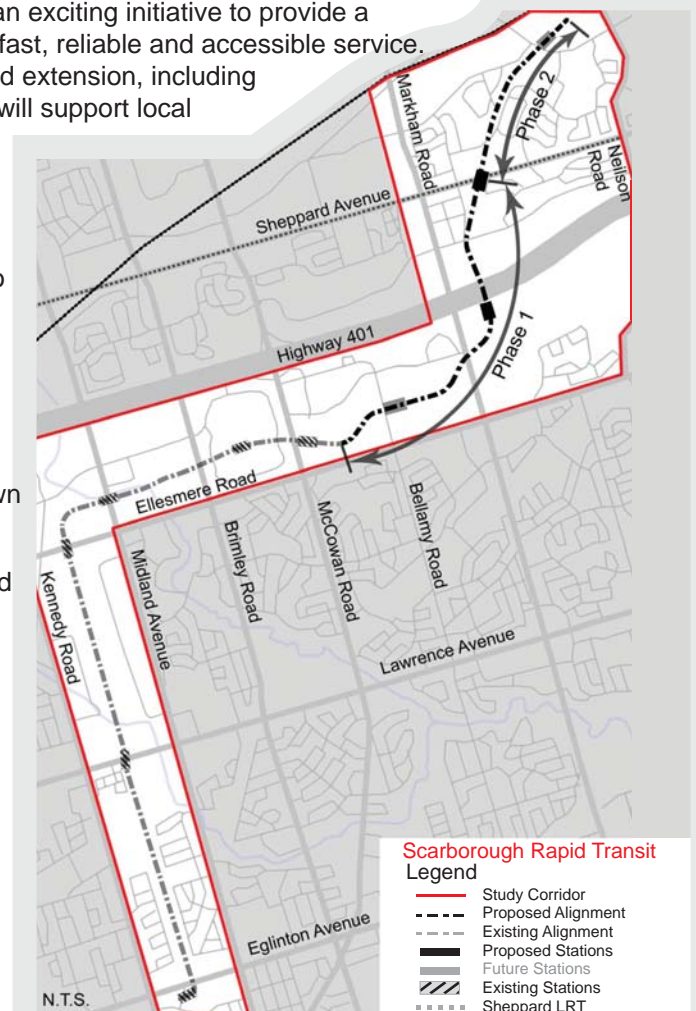 an exciting initiative to provide a
fast, reliable and accessible service.
d extension, including
will support local
o
wn
d
Markham Road
Phase 2
Neilson
Road
Sheppard Avenue
Highway 401
Phase 1
Ellesmere Road
Kennedy Road
Midland Avenue
Brimley Road
McCowan Road
Bellamy Road
Lawrence Avenue
Eglinton Avenue
N.T.S.
Scarborough Rapid Transit
Legend
Study Corridor
Proposed Alignment
Existing Alignment
Proposed Stations
Future Stations
Existing Stations
Sheppard LRT